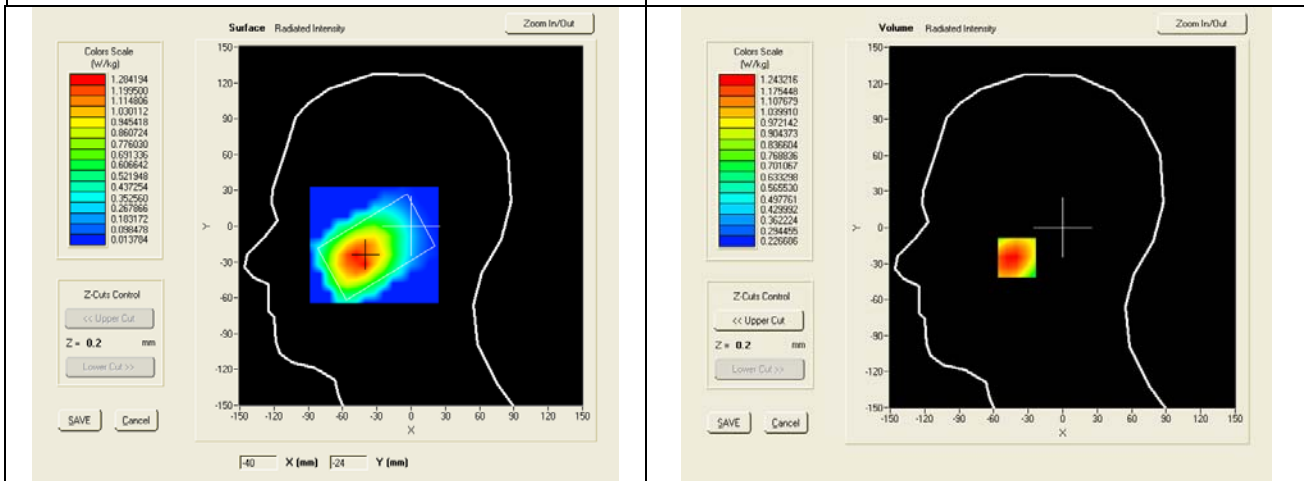 Surface Radiated Intensity
Zoom In/Out
Colors Scale
(W/kg)
1.284194
1.199500
1.114806
1.030112
0.945418
0.860724
0.776030
0.691336
0.606642
0.521948
0.437254
0.352560
0.267866
0.183172
0.098478
0.013784
Z-Cuts Control
<< Upper Cut
Z = 0.2 mm
Lower Cut >>
SAVE Cancel
150
120
90
60
30
0
-30
-60
-90
-120
-150
Y
-150 -120 -90 -60 -30 0 30 60 90 120 150
X
-40 X (mm) -24 Y (mm)
Volume Radiated Intensity
Zoom In/Out
Colors Scale
(W/kg)
1.243216
1.175448
1.107679
1.039910
0.972142
0.904373
0.836604
0.768836
0.701067
0.633298
0.565530
0.497761
0.429992
0.362224
0.294455
0.226686
Z-Cuts Control
<< Upper Cut
Z = 0.2 mm
Lower Cut >>
SAVE Cancel
150
120
90
60
30
0
-30
-60
-90
-120
-150
Y
-150 -120 -90 -60 -30 0 30 60 90 120 150
X